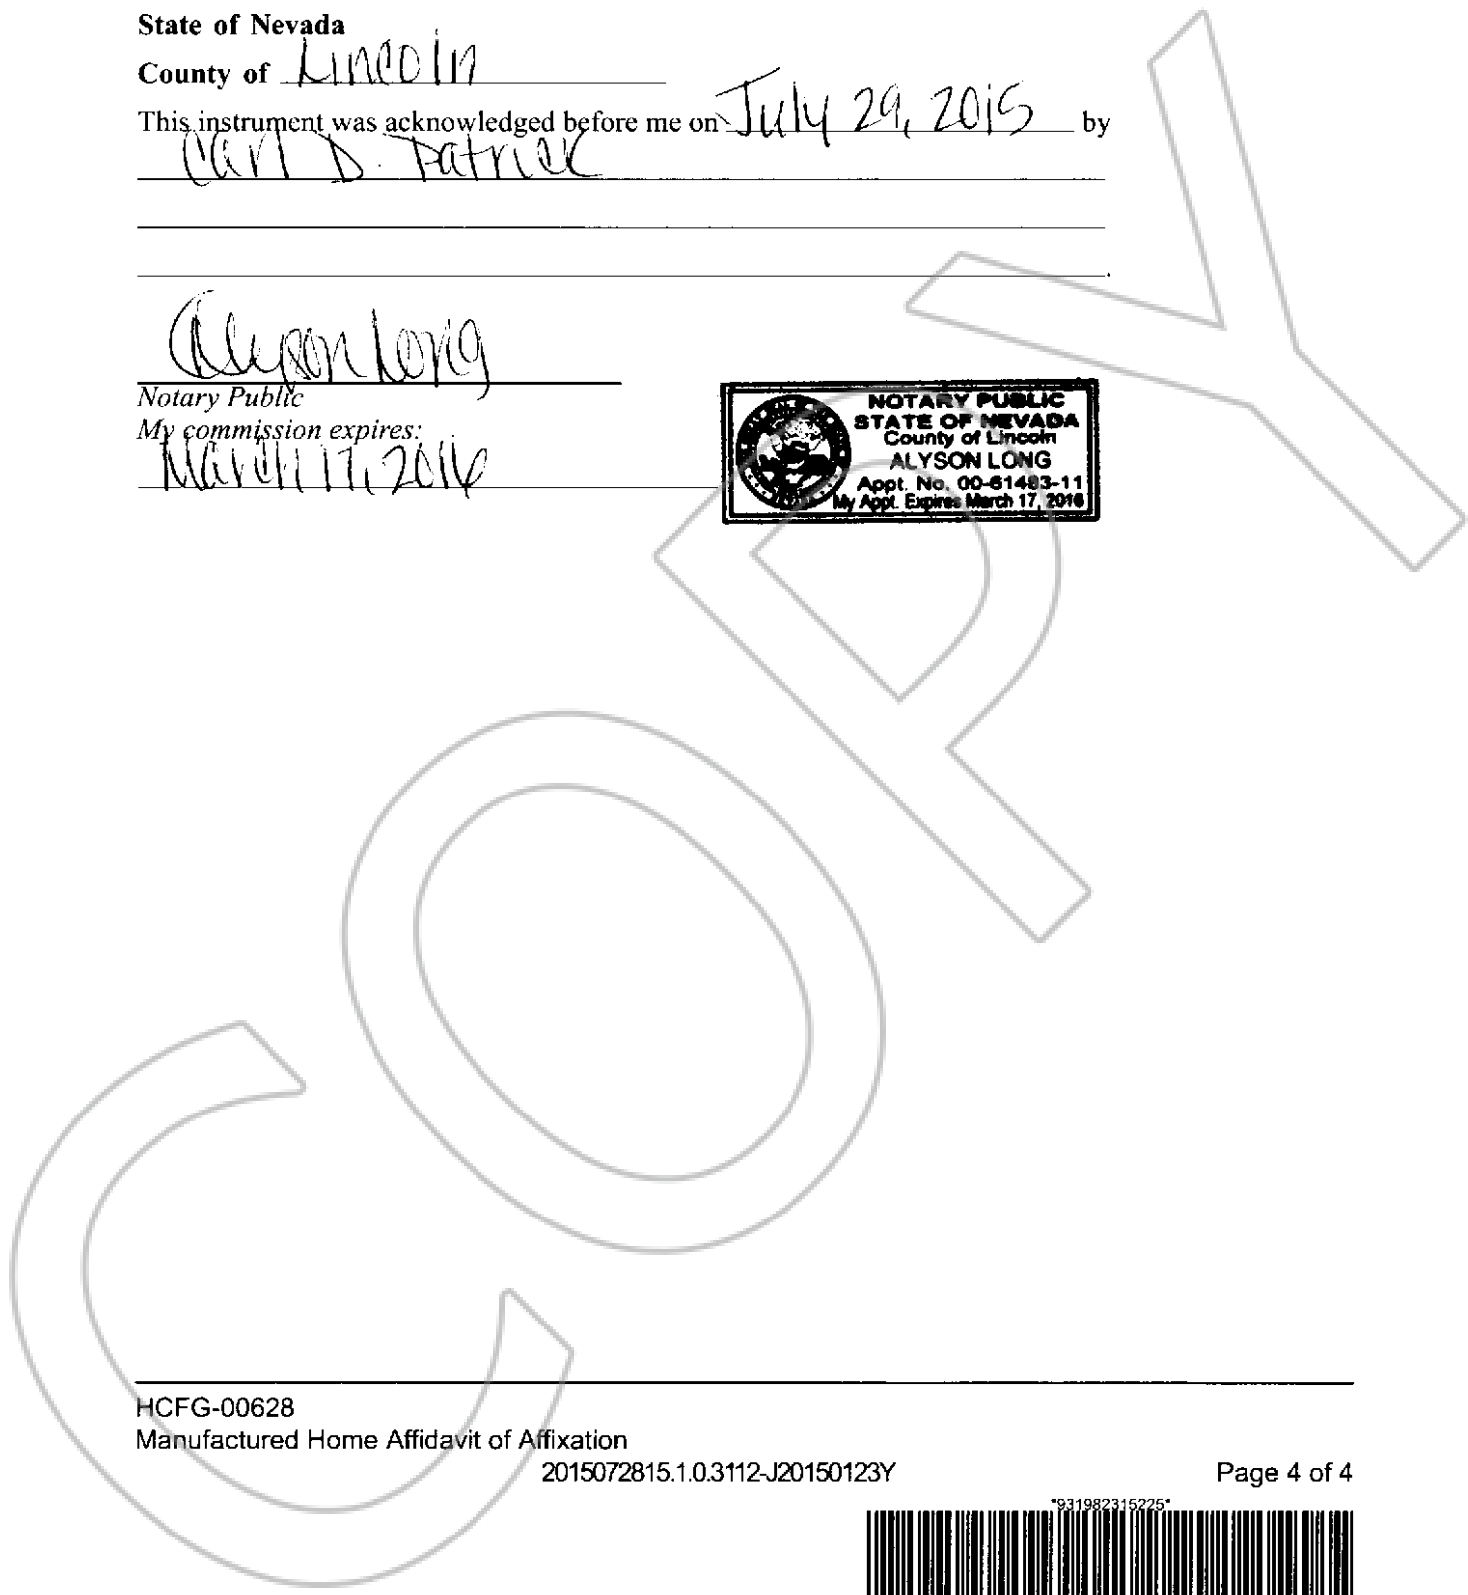 State of Nevada
County of Lincoln
This instrument was acknowledged before me on July 29, 2015 by
Carl D. Patrick
Alyson Long
Notary Public
My commission expires:
March 17, 2016
NOTARY PUBLIC
STATE OF NEVADA
County of Lincoln
ALYSON LONG
Appt. No. 00-61483-11
My Appt. Expires March 17, 2016
COPY
HCFG-00628
Manufactured Home Affidavit of Affixation
2015072815.1.0.3112-J20150123Y
Page 4 of 4
*931982315225*